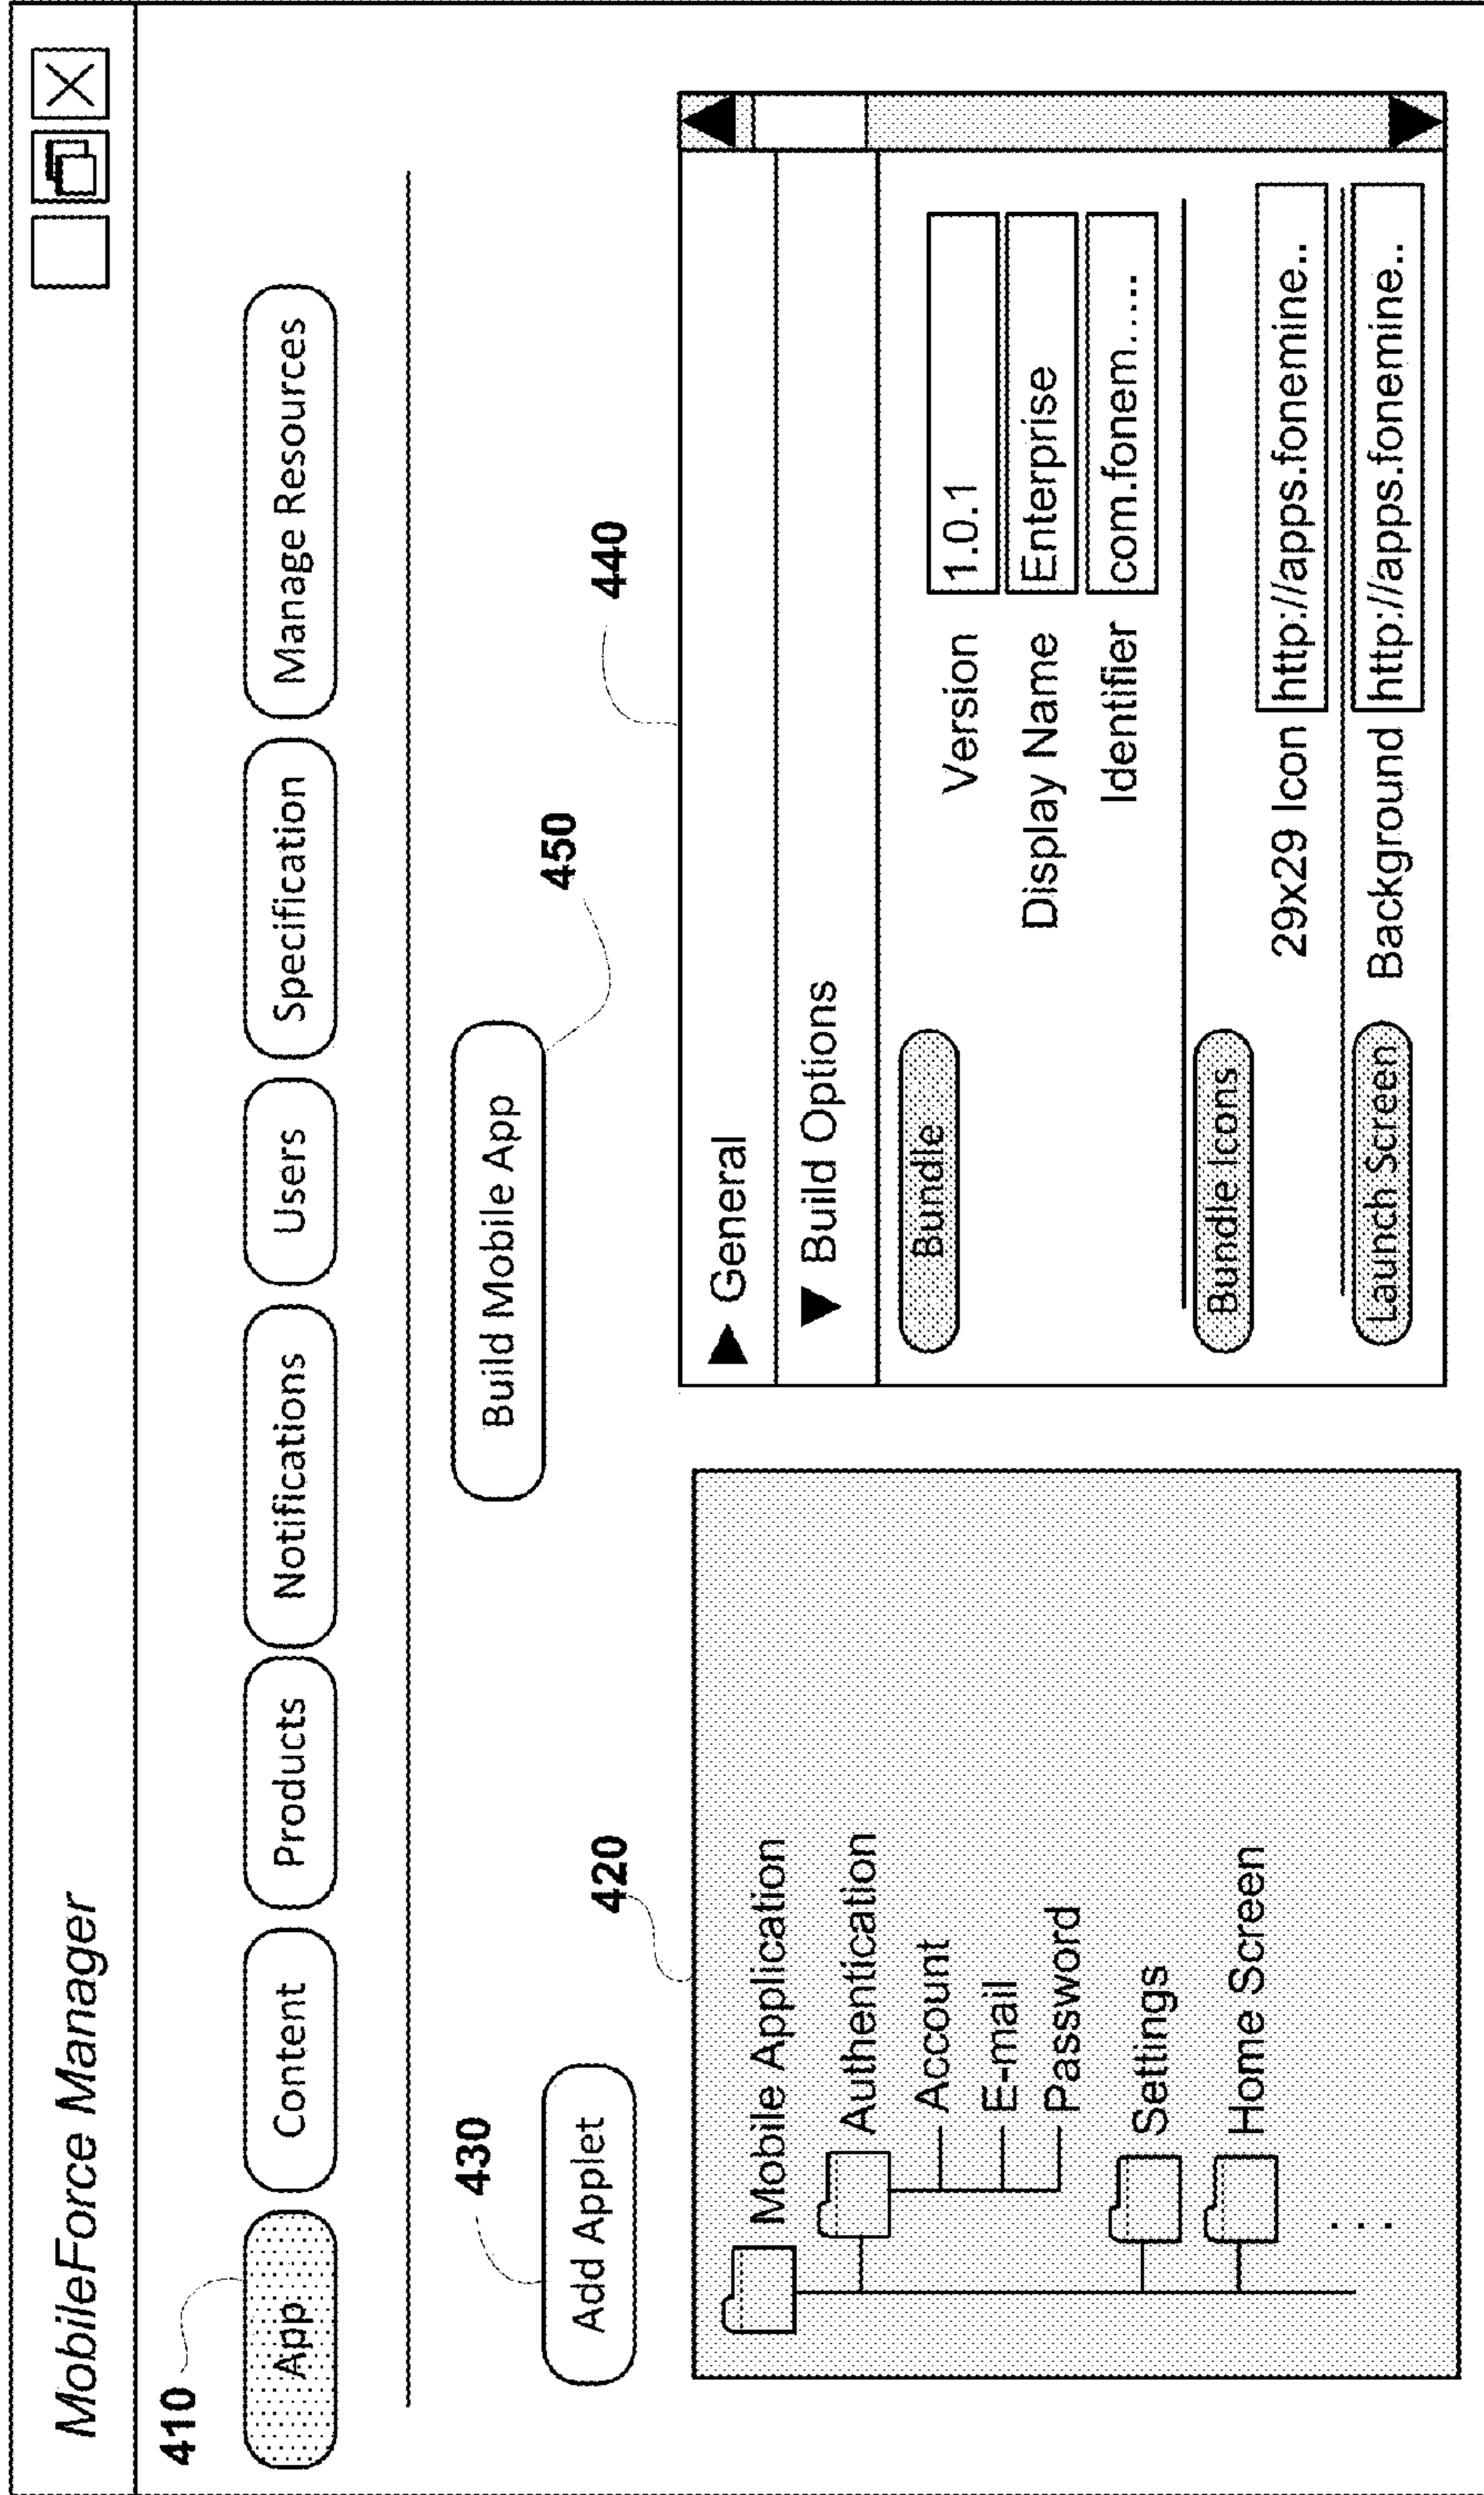 MobileForce Manager
410
App
Content
Products
Notifications
Users
Specification
Manage Resources
430
Add Applet
Build Mobile App
450
420
440
Mobile Application
Authentication
Account
E-mail
Password
Settings
Home Screen
...
General
Build Options
Bundle
Version 1.0.1
Display Name Enterprise
Identifier com.fonem.....
Bundle Icons
29x29 Icon http://apps.fonemine..
Launch Screen Background http://apps.fonemine..